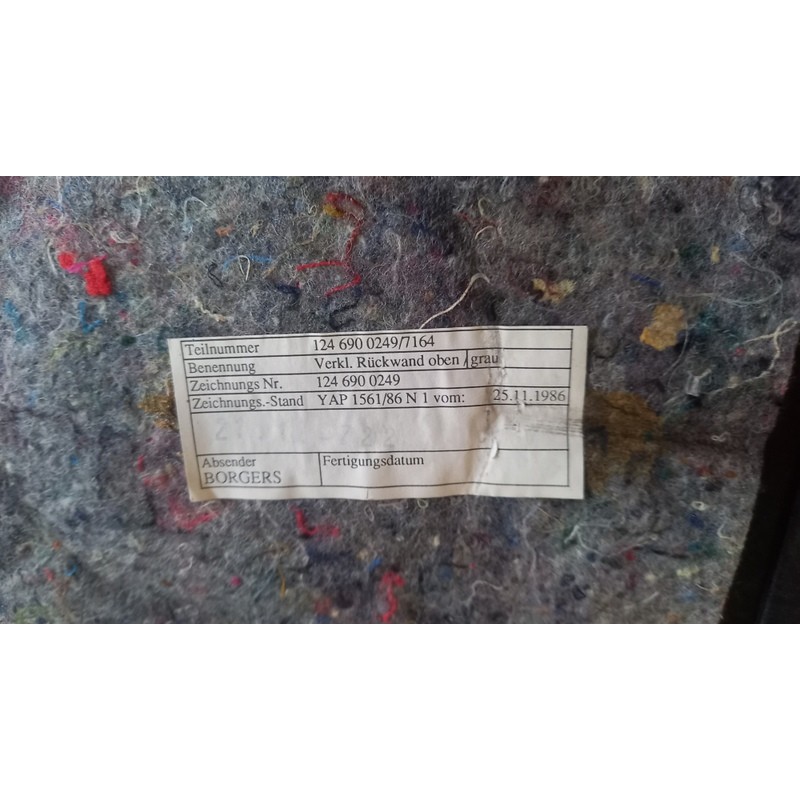 Teilnummer 124 690 0249/7164
Benennung Verkl. Rückwand oben / grau
Zeichnungs Nr. 124 690 0249
Zeichnungs.-Stand YAP 1561/86 N 1 vom: 25.11.1986
Absender Fertigungsdatum
BORGERS